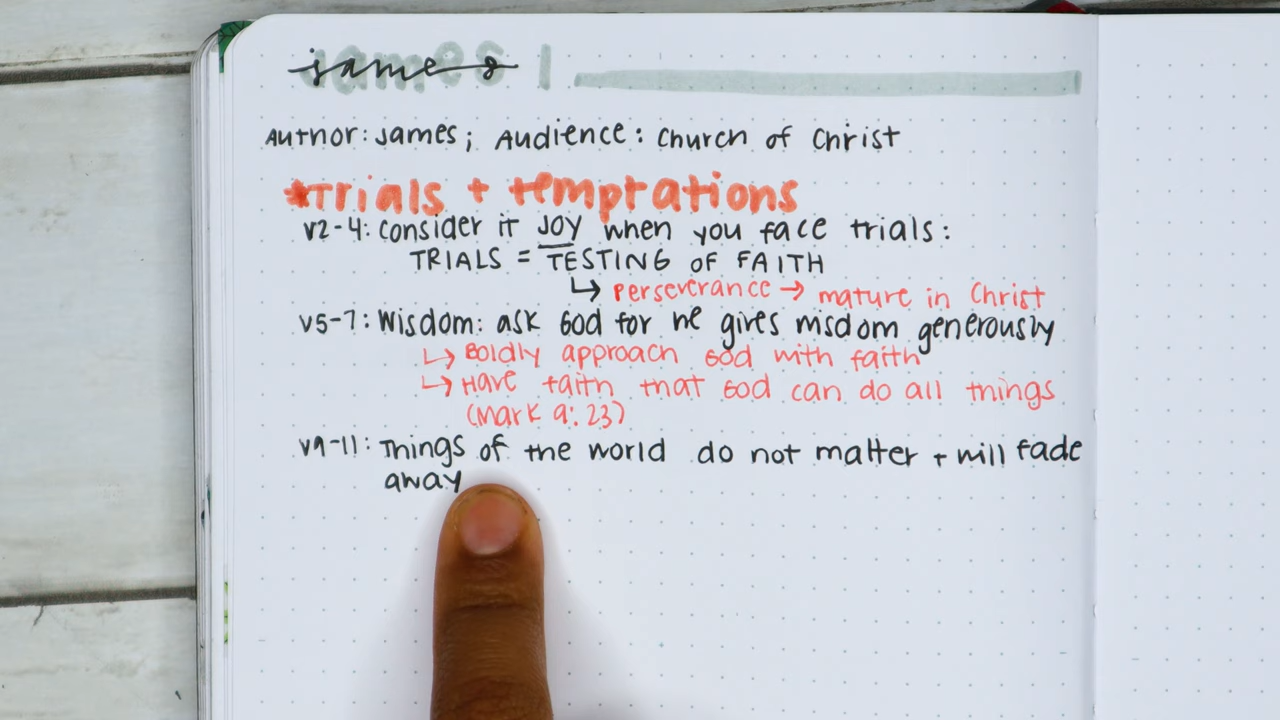 james 1
Author: James; Audience: Church of Christ
*Trials + temptations
v2-4: Consider it JOY when you face trials:
TRIALS = TESTING OF FAITH
↳ Perseverance → mature in Christ
v5-7: Wisdom: ask God for he gives wisdom generously
↳ Boldly approach God with faith
↳ Have faith that God can do all things
(Mark 9:23)
v9-11: Things of the world do not matter + will fade
away